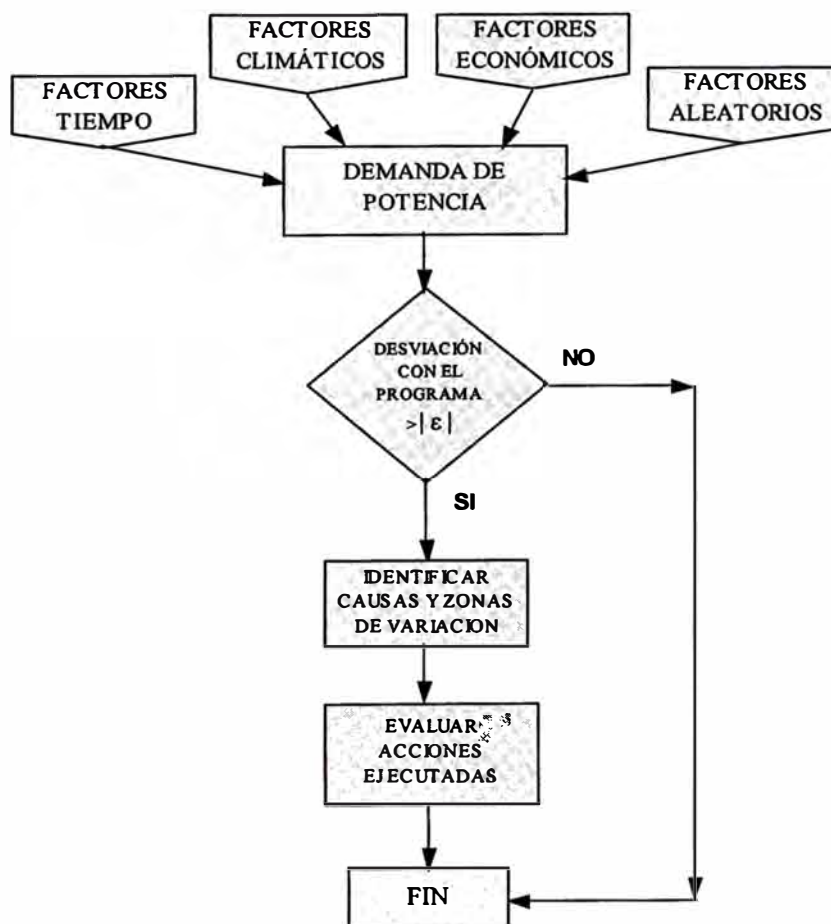 FACTORES
CLIMÁTICOS
FACTORES
ECONÓMICOS
FACTORES
TIEMPO
FACTORES
ALEATORIOS
DEMANDA DE
POTENCIA
DESVIACIÓN
CON EL
PROGRAMA
>| ε |
NO
SI
IDENTIFICAR
CAUSAS Y ZONAS
DE VARIACION
EVALUAR
ACCIONES
EJECUTADAS
FIN